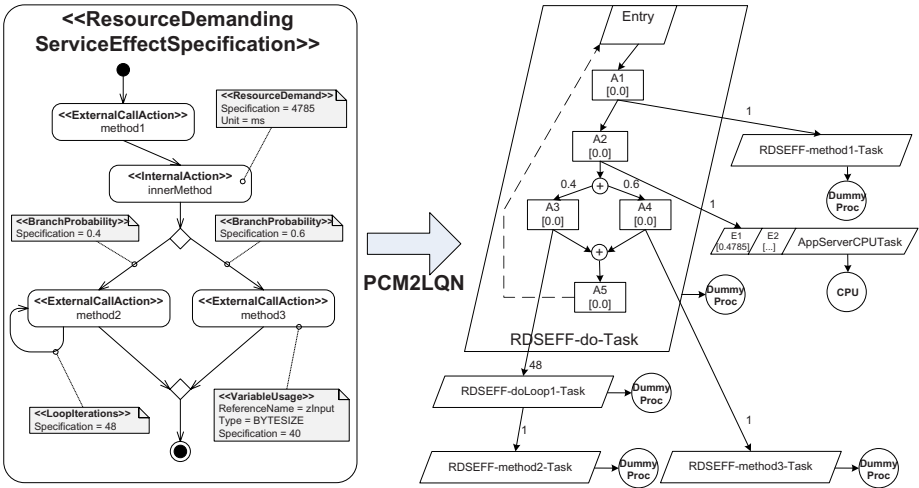 <<ResourceDemanding
ServiceEffectSpecification>>
<<ResourceDemand>>
Specification = 4785
Unit = ms
<<ExternalCallAction>>
method1
<<InternalAction>>
innerMethod
<<BranchProbability>>
Specification = 0.4
<<BranchProbability>>
Specification = 0.6
<<ExternalCallAction>>
method2
<<ExternalCallAction>>
method3
<<LoopIterations>>
Specification = 48
<<VariableUsage>>
ReferenceName = zInput
Type = BYTESIZE
Specification = 40
PCM2LQN
Entry
A1
[0.0]
1
A2
[0.0]
RDSEFF-method1-Task
Dummy
Proc
0.4
+
0.6
A3
[0.0]
A4
[0.0]
1
E1
[0.4785]
E2
[...]
AppServerCPUTask
CPU
+
A5
[0.0]
Dummy
Proc
RDSEFF-do-Task
48
RDSEFF-doLoop1-Task
Dummy
Proc
1
1
RDSEFF-method2-Task
Dummy
Proc
RDSEFF-method3-Task
Dummy
Proc